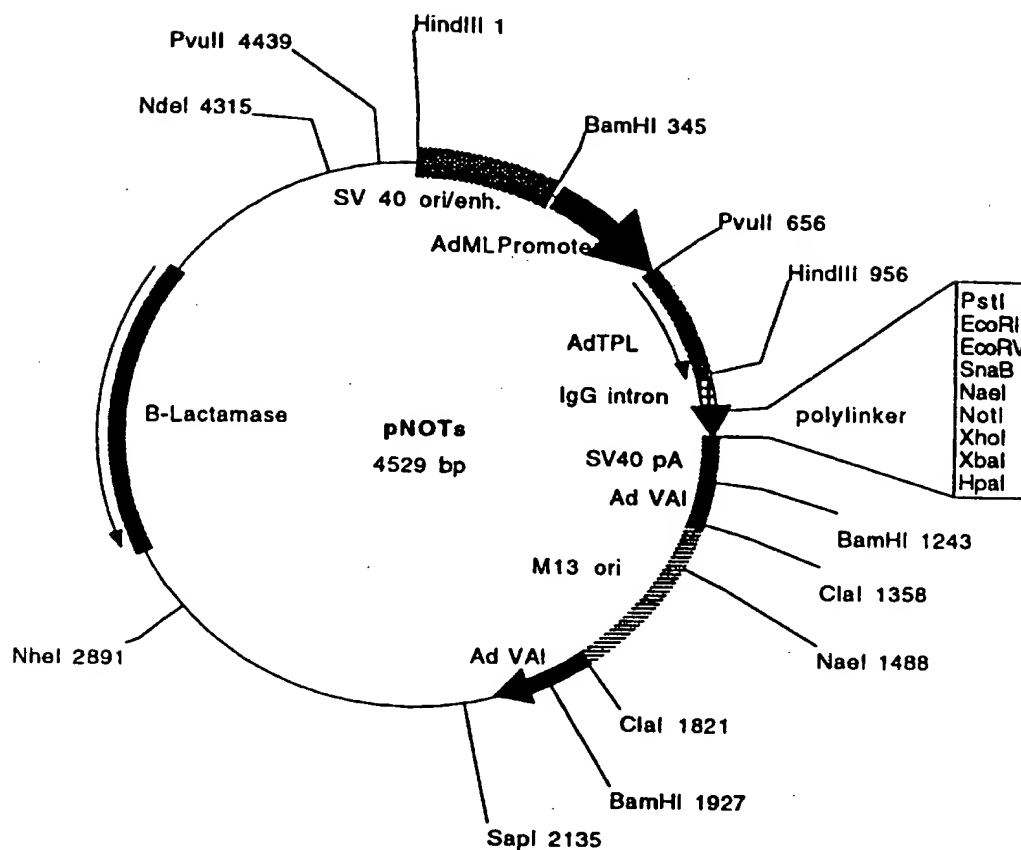 HindIII 1
PvuII 4439
NdeI 4315
BamHI 345
SV 40 ori/enh.
AdMLPromote
PvuII 656
HindIII 956
PstI
EcoRI
EcoRV
SnaB
NaeI
NotI
XhoI
XbaI
HpaI
AdTPL
IgG intron
polylinker
B-Lactamase
pNOTs
4529 bp
SV40 pA
Ad VAI
BamHI 1243
M13 ori
ClaI 1358
NheI 2891
Ad VAI
NaeI 1488
ClaI 1821
BamHI 1927
SapI 2135